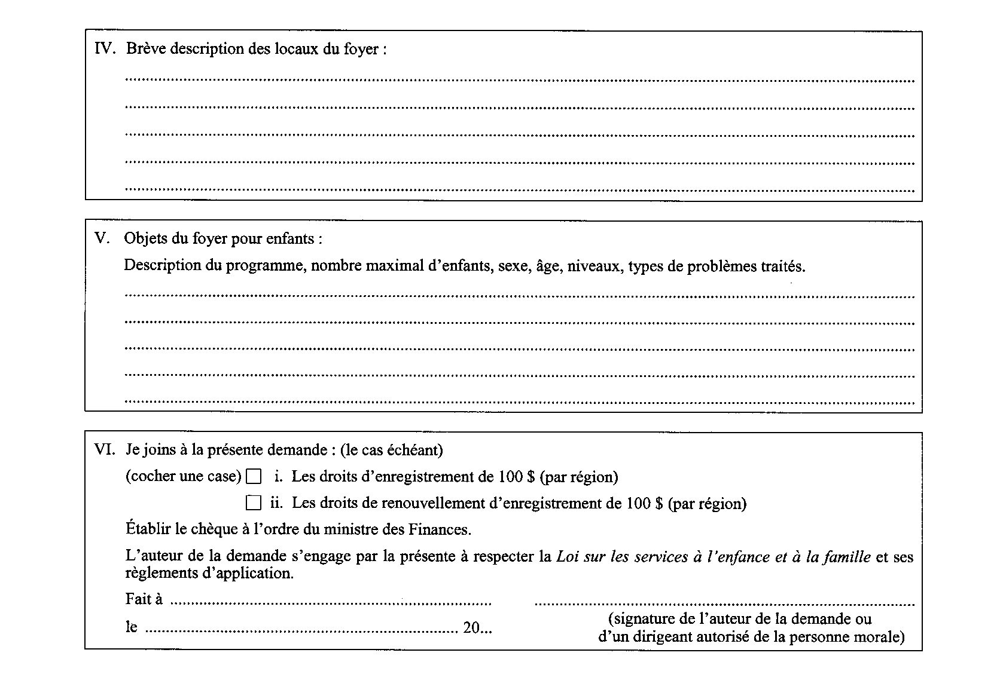 IV. Brève description des locaux du foyer :
V. Objets du foyer pour enfants :
Description du programme, nombre maximal d'enfants, sexe, âge, niveaux, types de problèmes traités.
VI. Je joins à la présente demande : (le cas échéant)
(cocher une case) ☐ i. Les droits d'enregistrement de 100 $ (par région)
☐ ii. Les droits de renouvellement d'enregistrement de 100 $ (par région)
Établir le chèque à l'ordre du ministre des Finances.
L'auteur de la demande s'engage par la présente à respecter la Loi sur les services à l'enfance et à la famille et ses
règlements d'application.
Fait à ....................
le .................... 20...
(signature de l'auteur de la demande ou
d'un dirigeant autorisé de la personne morale)